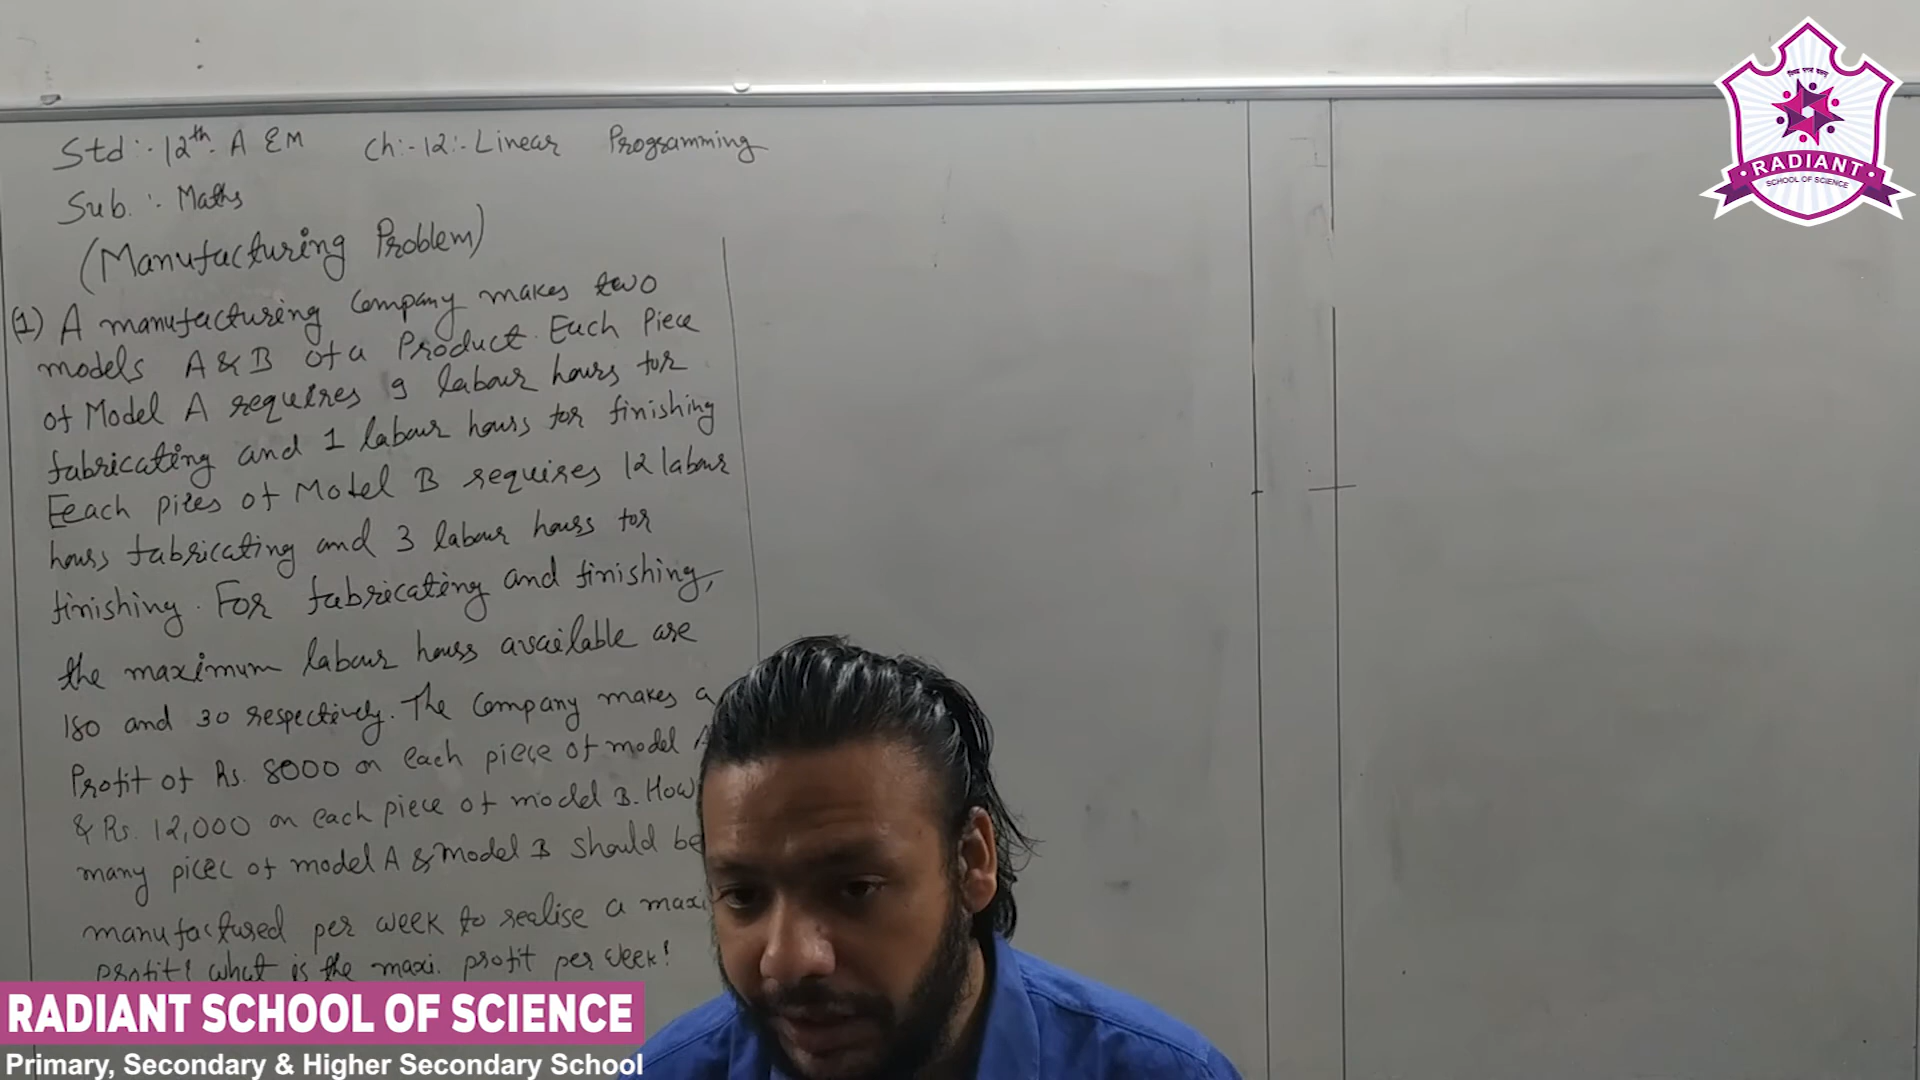 Std :- 12th A EM Ch :- 12 :- Linear Programming
Sub. :- Maths
(Manufacturing Problem)
(1) A manufacturing Company makes two
models A & B of a Product. Each Piece
of Model A requires 9 labour hours for
fabricating and 1 labour hours for finishing
Eeach pices of Model B requires 12 labour
hours fabricating and 3 labour hours for
finishing. For fabricating and finishing,
the maximum labour hours available are
180 and 30 respectively. The Company makes a
Profit of Rs. 8000 on each piece of model A
& Rs. 12,000 on each piece of model B. How
many picec of model A & Model B should be
manufactured per week to realise a maxi
profit? what is the maxi. profit per week?
RADIANT
SCHOOL OF SCIENCE
RADIANT SCHOOL OF SCIENCE
Primary, Secondary & Higher Secondary School